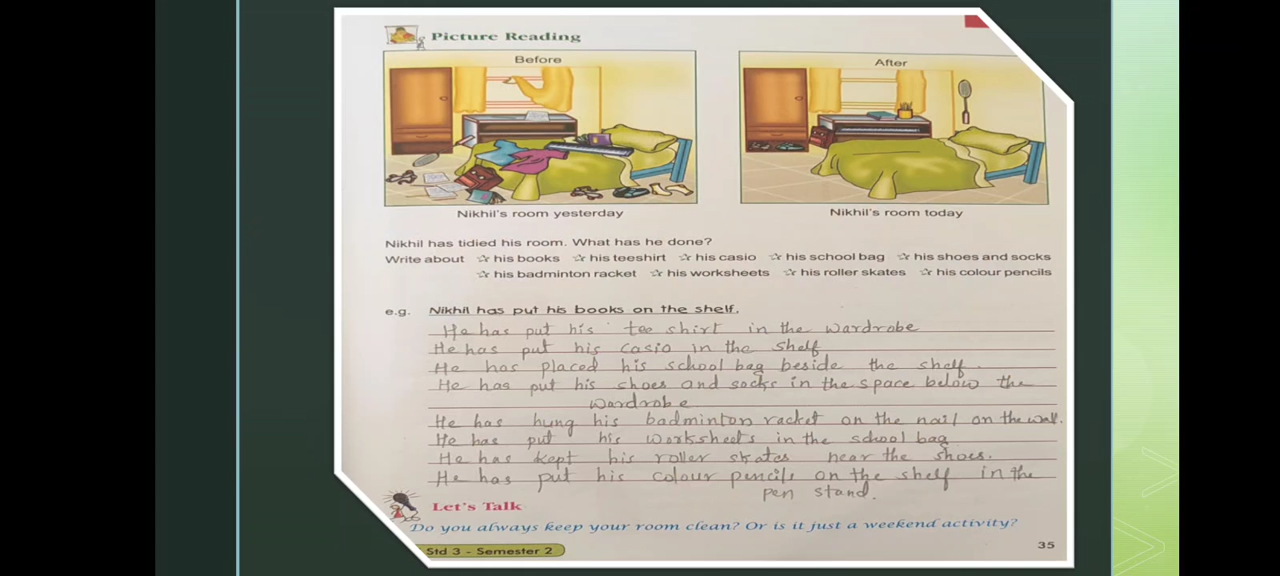 Picture Reading
Before
After
Nikhil's room yesterday
Nikhil's room today
Nikhil has tidied his room. What has he done?
Write about ☆ his books ☆ his teeshirt ☆ his casio ☆ his school bag ☆ his shoes and socks
☆ his badminton racket ☆ his worksheets ☆ his roller skates ☆ his colour pencils
e.g. Nikhil has put his books on the shelf.
He has put his tee shirt in the wardrobe
He has put his casio in the shelf
He has placed his school bag beside the shelf.
He has put his shoes and socks in the space below the
wardrobe
He has hung his badminton racket on the nail on the wall.
He has put his worksheets in the school bag
He has kept his roller skates near the shoes.
He has put his colour pencils on the shelf in the
pen stand.
Let's Talk
Do you always keep your room clean? Or is it just a weekend activity?
Std 3 - Semester 2
35